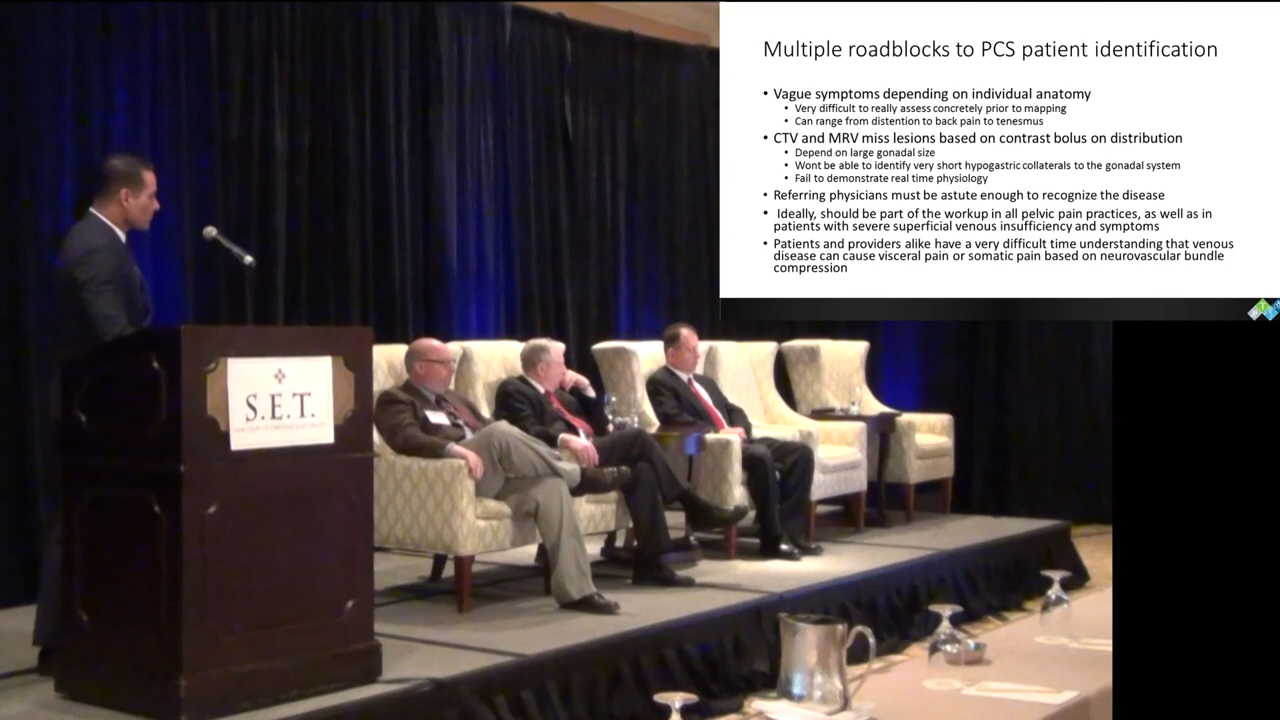 Multiple roadblocks to PCS patient identification
• Vague symptoms depending on individual anatomy
• Very difficult to really assess concretely prior to mapping
• Can range from distention to back pain to tenesmus
• CTV and MRV miss lesions based on contrast bolus on distribution
• Depend on large gonadal size
• Wont be able to identify very short hypogastric collaterals to the gonadal system
• Fail to demonstrate real time physiology
• Referring physicians must be astute enough to recognize the disease
• Ideally, should be part of the workup in all pelvic pain practices, as well as in
patients with severe superficial venous insufficiency and symptoms
• Patients and providers alike have a very difficult time understanding that venous
disease can cause visceral pain or somatic pain based on neurovascular bundle
compression
S.E.T.